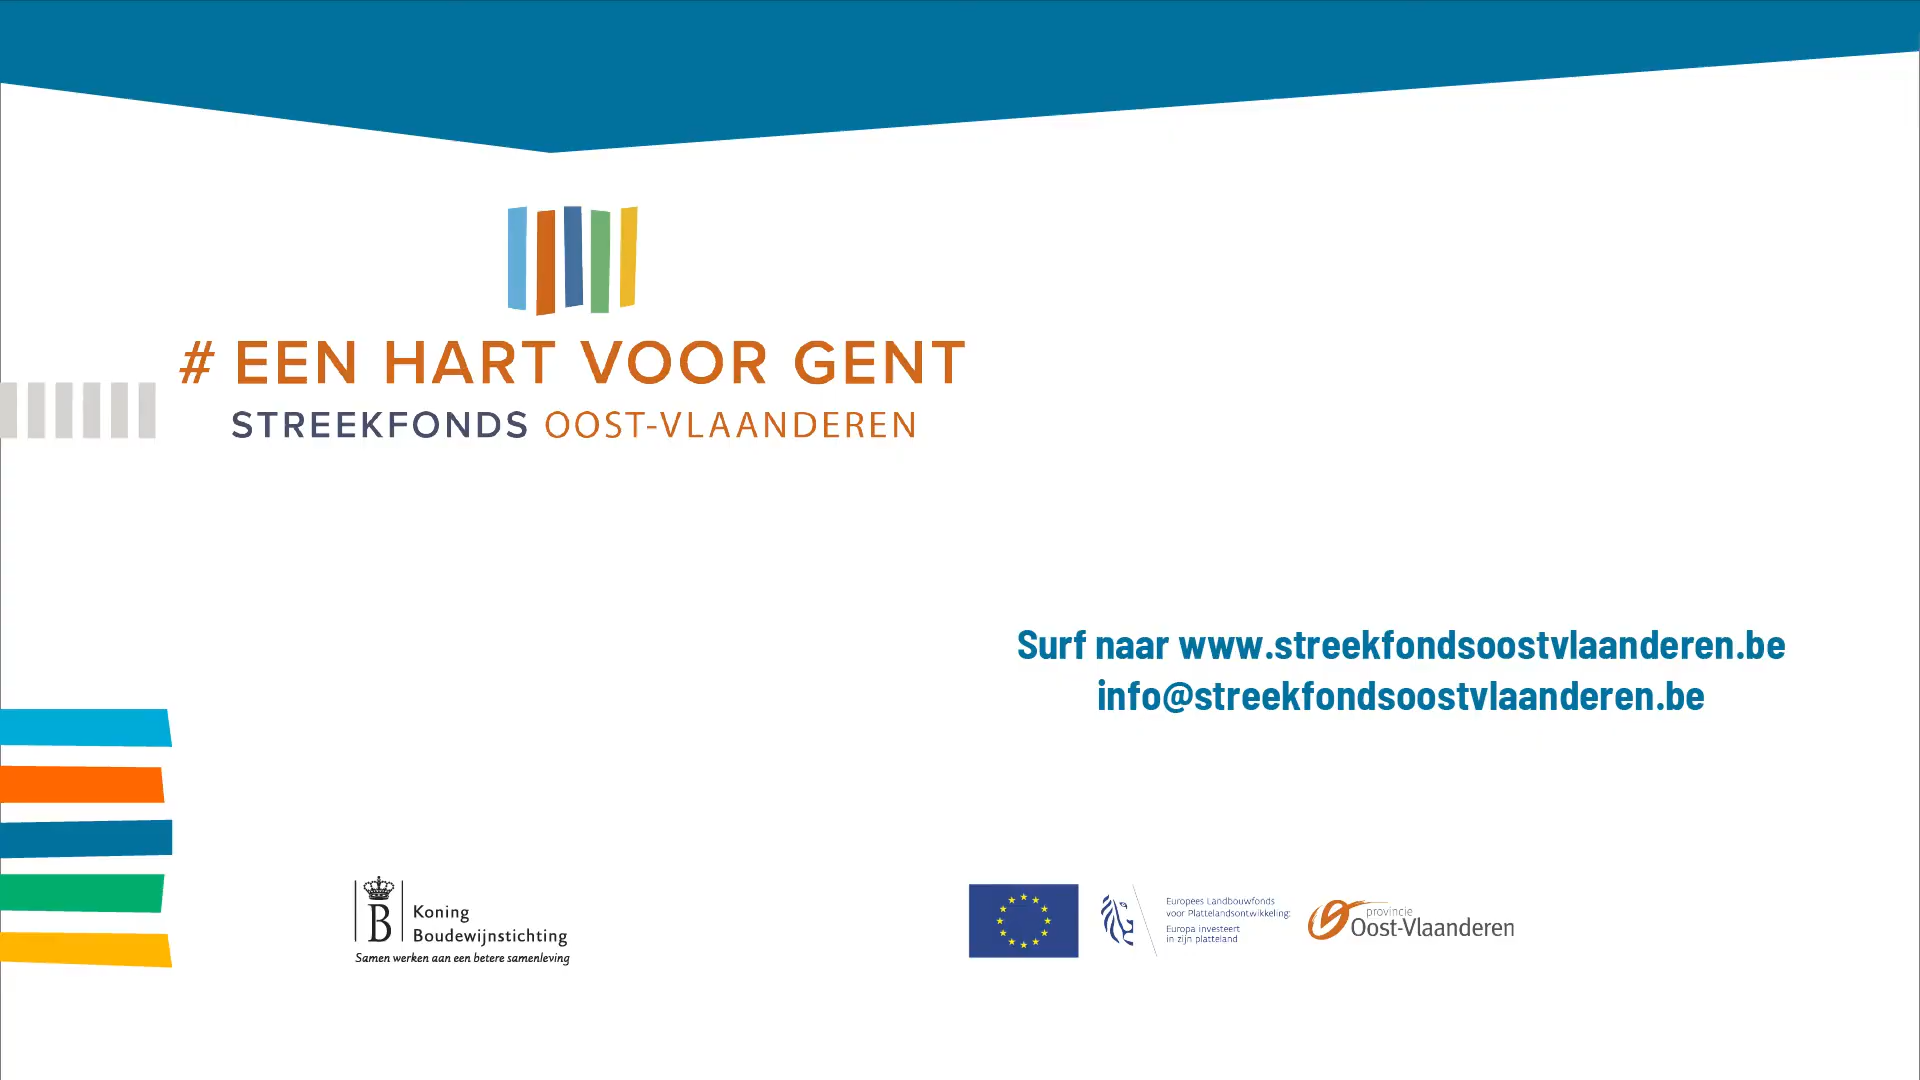 # EEN HART VOOR GENT
STREEKFONDS OOST-VLAANDEREN
Surf naar www.streekfondsoostvlaanderen.be
info@streekfondsoostvlaanderen.be
B
Koning
Boudewijnstichting
Samen werken aan een betere samenleving
Europees Landbouwfonds
voor Plattelandsontwikkeling:
Europa investeert
in zijn platteland
provincie
Oost-Vlaanderen